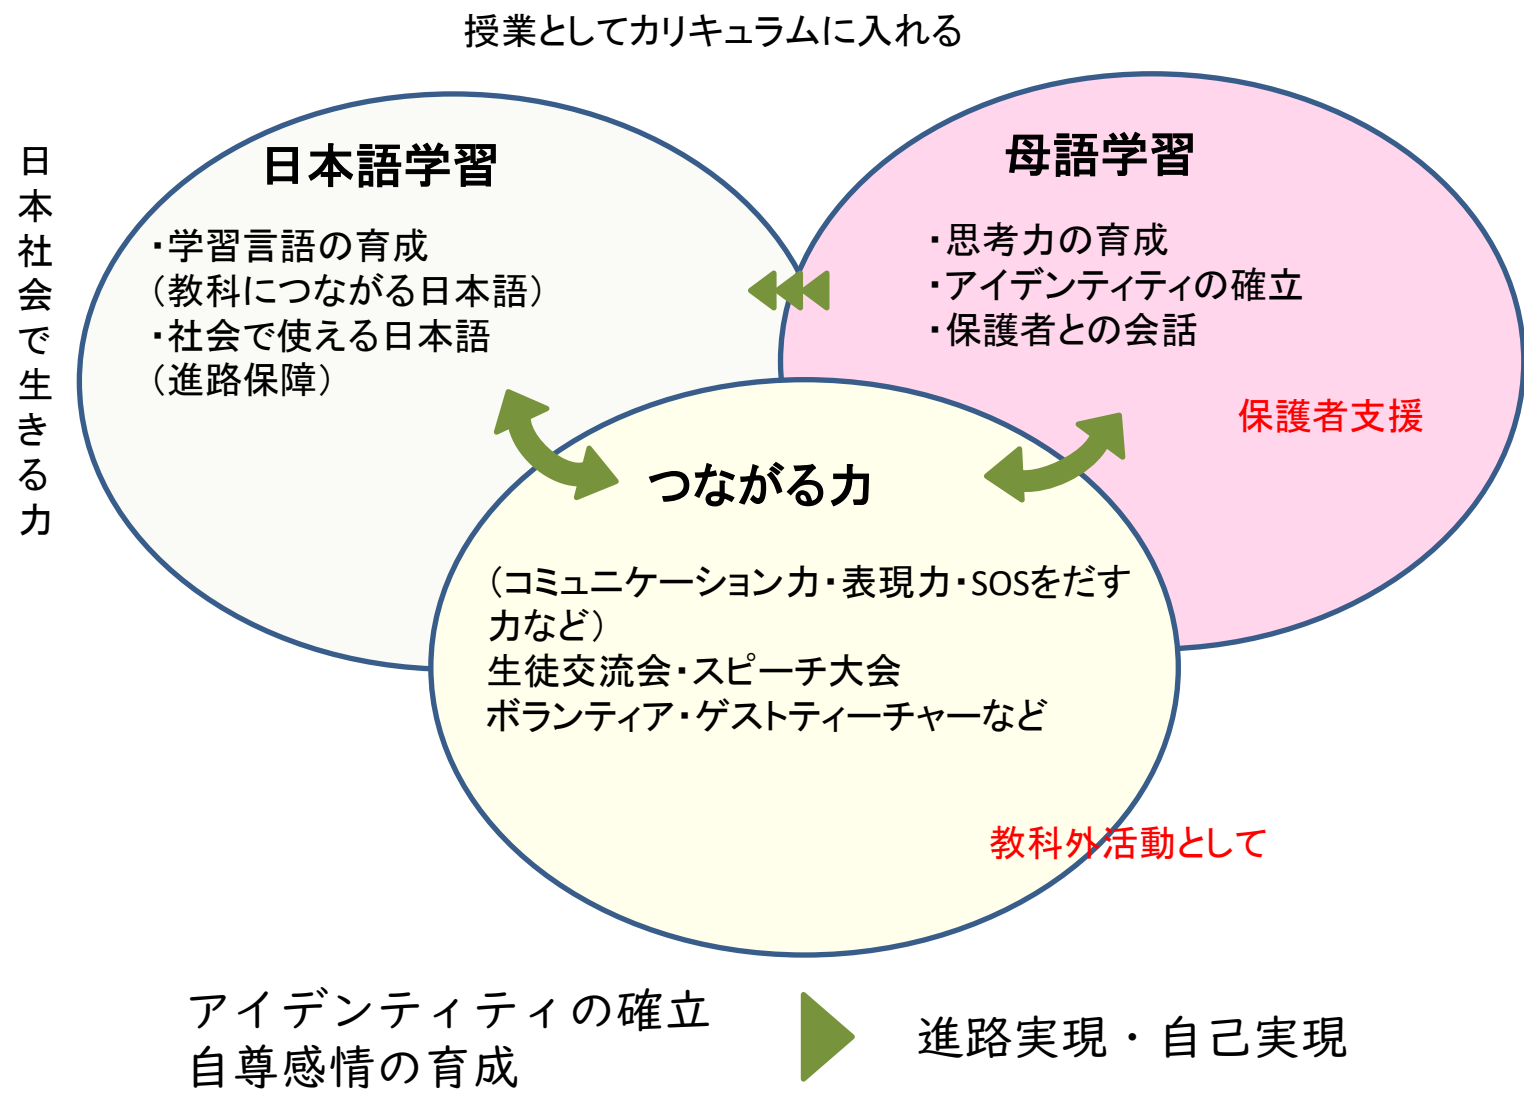 授業としてカリキュラムに入れる
日本社会で生きる力
日本語学習
・学習言語の育成
（教科につながる日本語）
・社会で使える日本語
（進路保障）
母語学習
・思考力の育成
・アイデンティティの確立
・保護者との会話
保護者支援
つながる力
（コミュニケーション力・表現力・SOSをだす
力など）
生徒交流会・スピーチ大会
ボランティア・ゲストティーチャーなど
教科外活動として
アイデンティティの確立
自尊感情の育成
進路実現・自己実現